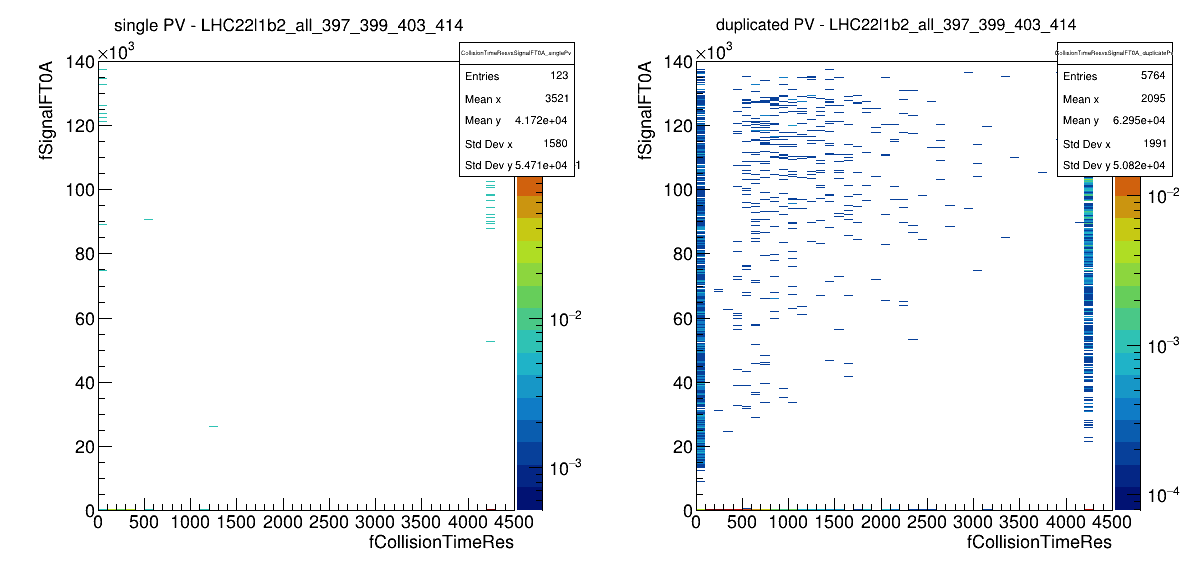 single PV - LHC22l1b2_all_397_399_403_414
×10³
fSignalFT0A
140
120
100
80
60
40
20
0
0 500 1000 1500 2000 2500 3000 3500 4000 4500
fCollisionTimeRes
CollisionTimeResvsSignalFT0A_singlePv
Entries 123
Mean x 3521
Mean y 4.172e+04
Std Dev x 1580
Std Dev y 5.471e+04
1
10⁻²
10⁻³
duplicated PV - LHC22l1b2_all_397_399_403_414
×10³
fSignalFT0A
140
120
100
80
60
40
20
0
0 500 1000 1500 2000 2500 3000 3500 4000 4500
fCollisionTimeRes
CollisionTimeResvsSignalFT0A_duplicatePv
Entries 5764
Mean x 2095
Mean y 6.295e+04
Std Dev x 1991
Std Dev y 5.082e+04
10⁻²
10⁻³
10⁻⁴